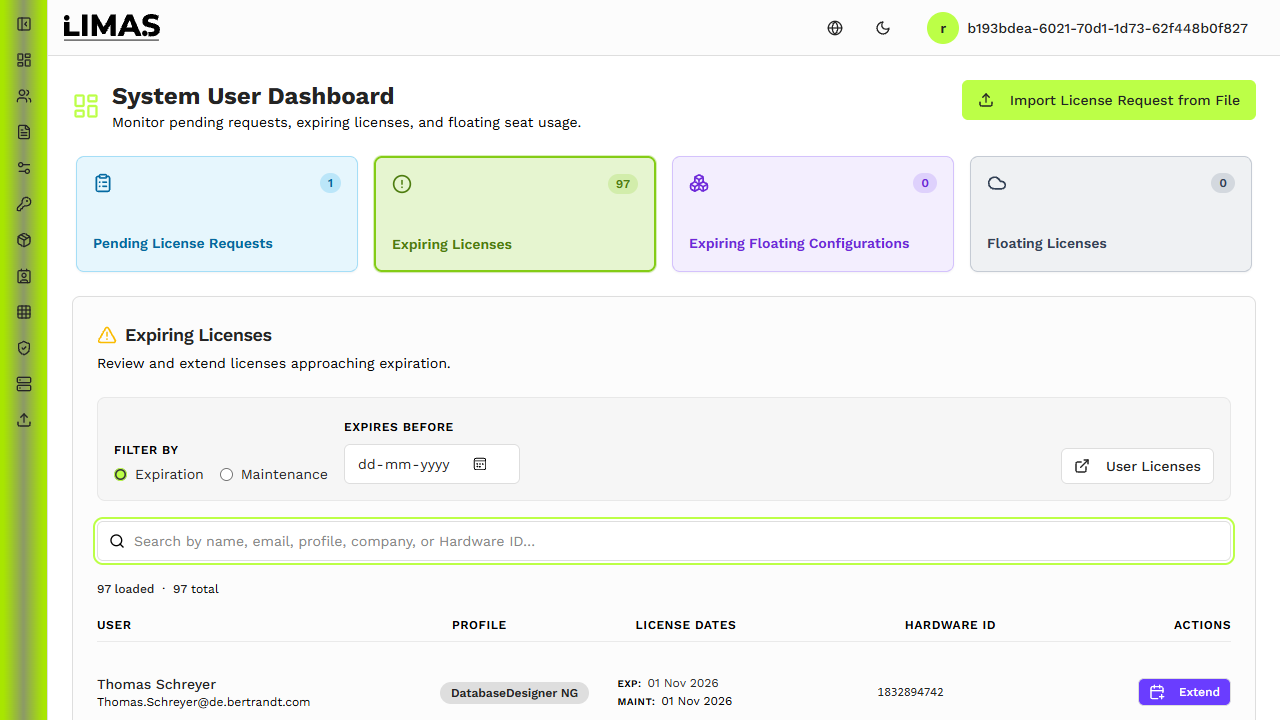 LIMAS
r
b193bdea-6021-70d1-1d73-62f448b0f827
System User Dashboard
Monitor pending requests, expiring licenses, and floating seat usage.
Import License Request from File
1
Pending License Requests
97
Expiring Licenses
0
Expiring Floating Configurations
0
Floating Licenses
Expiring Licenses
Review and extend licenses approaching expiration.
FILTER BY
Expiration
Maintenance
EXPIRES BEFORE
dd-mm-yyyy
User Licenses
Search by name, email, profile, company, or Hardware ID...
97 loaded · 97 total
USER PROFILE LICENSE DATES HARDWARE ID ACTIONS
Thomas Schreyer
Thomas.Schreyer@de.bertrandt.com
DatabaseDesigner NG
EXP: 01 Nov 2026
MAINT: 01 Nov 2026
1832894742
Extend